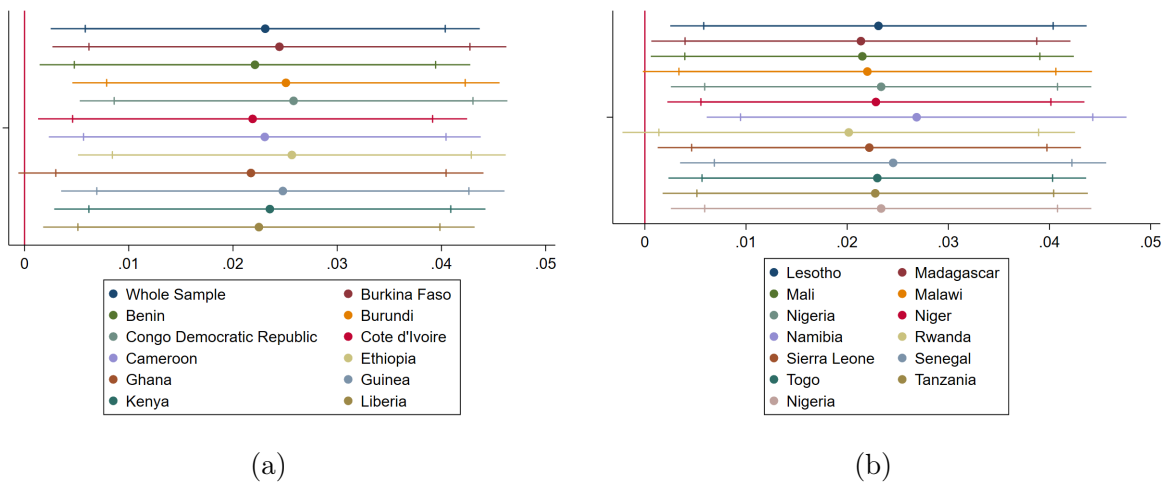 0 .01 .02 .03 .04 .05
Whole Sample Burkina Faso
Benin Burundi
Congo Democratic Republic Cote d'Ivoire
Cameroon Ethiopia
Ghana Guinea
Kenya Liberia
(a)
0 .01 .02 .03 .04 .05
Lesotho Madagascar
Mali Malawi
Nigeria Niger
Namibia Rwanda
Sierra Leone Senegal
Togo Tanzania
Nigeria
(b)